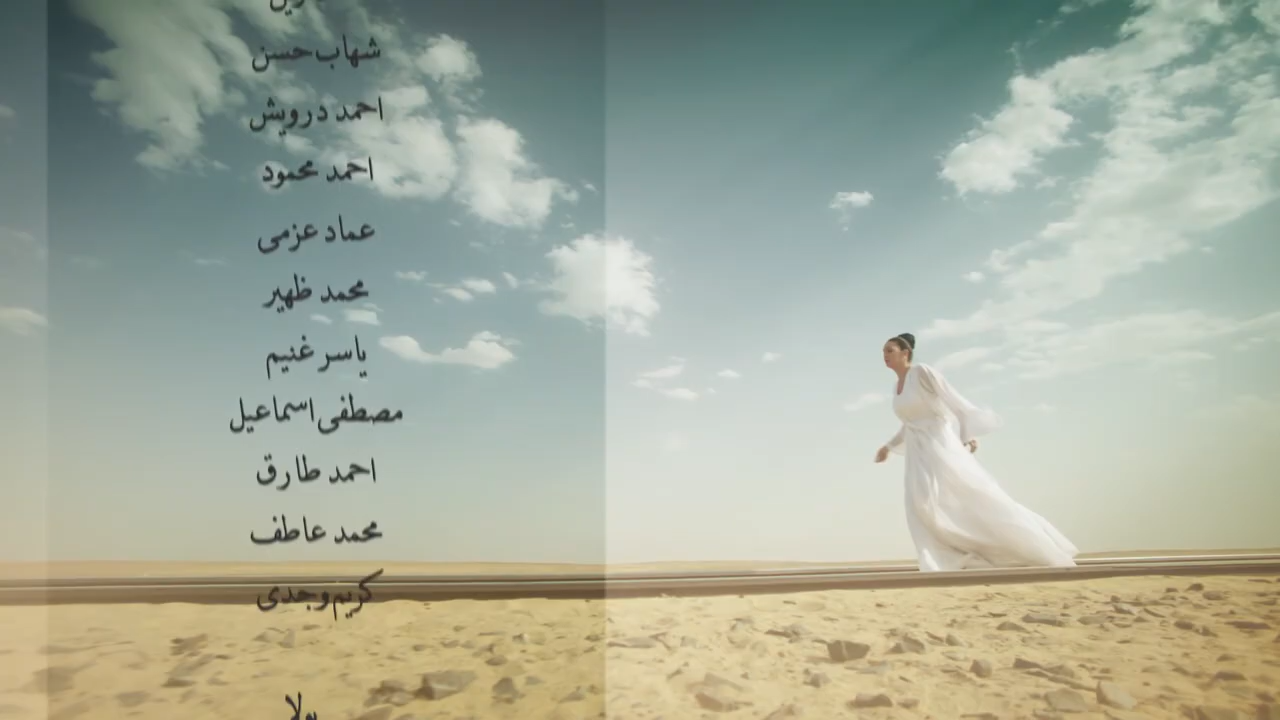 شهاب حسن
احمد درويش
احمد محمود
عماد عزمى
محمد ظهير
ياسر غنيم
مصطفى اسماعيل
احمد طارق
محمد عاطف
كريم وجدى